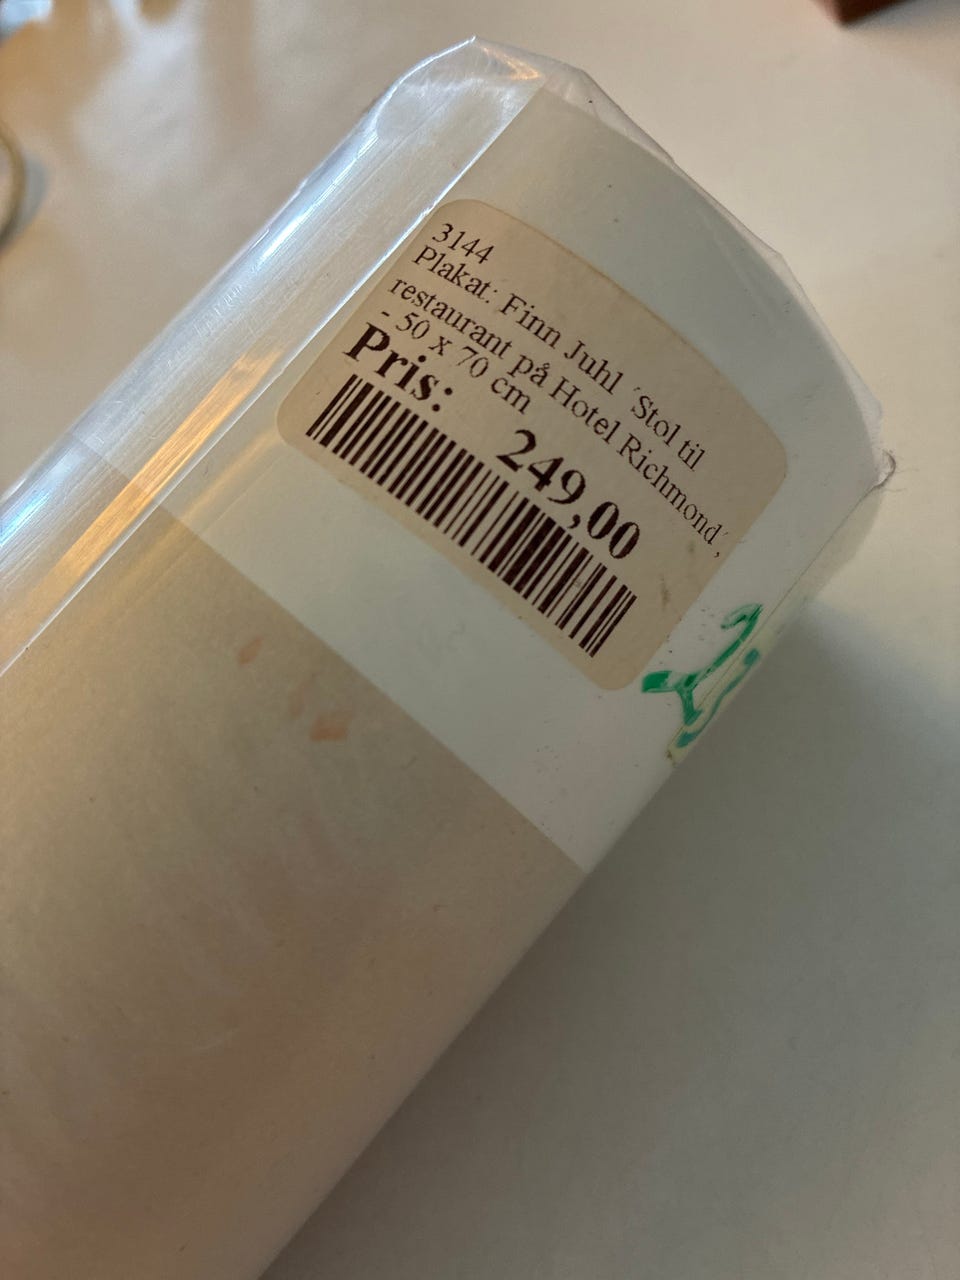 3144
Plakat: Finn Juhl ´Stol til
restaurant på Hotel Richmond´,
- 50 x 70 cm
Pris: 249,00